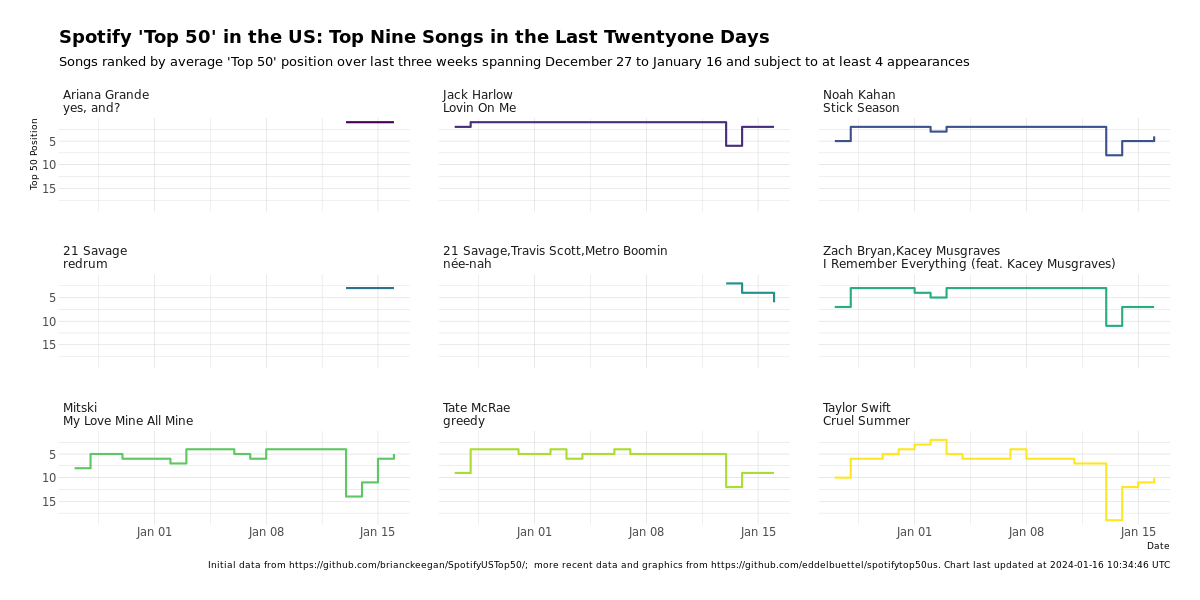 Spotify 'Top 50' in the US: Top Nine Songs in the Last Twentyone Days
Songs ranked by average 'Top 50' position over last three weeks spanning December 27 to January 16 and subject to at least 4 appearances
Ariana Grande
yes, and?
Jack Harlow
Lovin On Me
Noah Kahan
Stick Season
Top 50 Position
5
10
15
21 Savage
redrum
21 Savage,Travis Scott,Metro Boomin
née-nah
Zach Bryan,Kacey Musgraves
I Remember Everything (feat. Kacey Musgraves)
5
10
15
Mitski
My Love Mine All Mine
Tate McRae
greedy
Taylor Swift
Cruel Summer
5
10
15
Jan 01 Jan 08 Jan 15 Jan 01 Jan 08 Jan 15 Jan 01 Jan 08 Jan 15
Date
Initial data from https://github.com/brianckeegan/SpotifyUSTop50/;  more recent data and graphics from https://github.com/eddelbuettel/spotifytop50us. Chart last updated at 2024-01-16 10:34:46 UTC